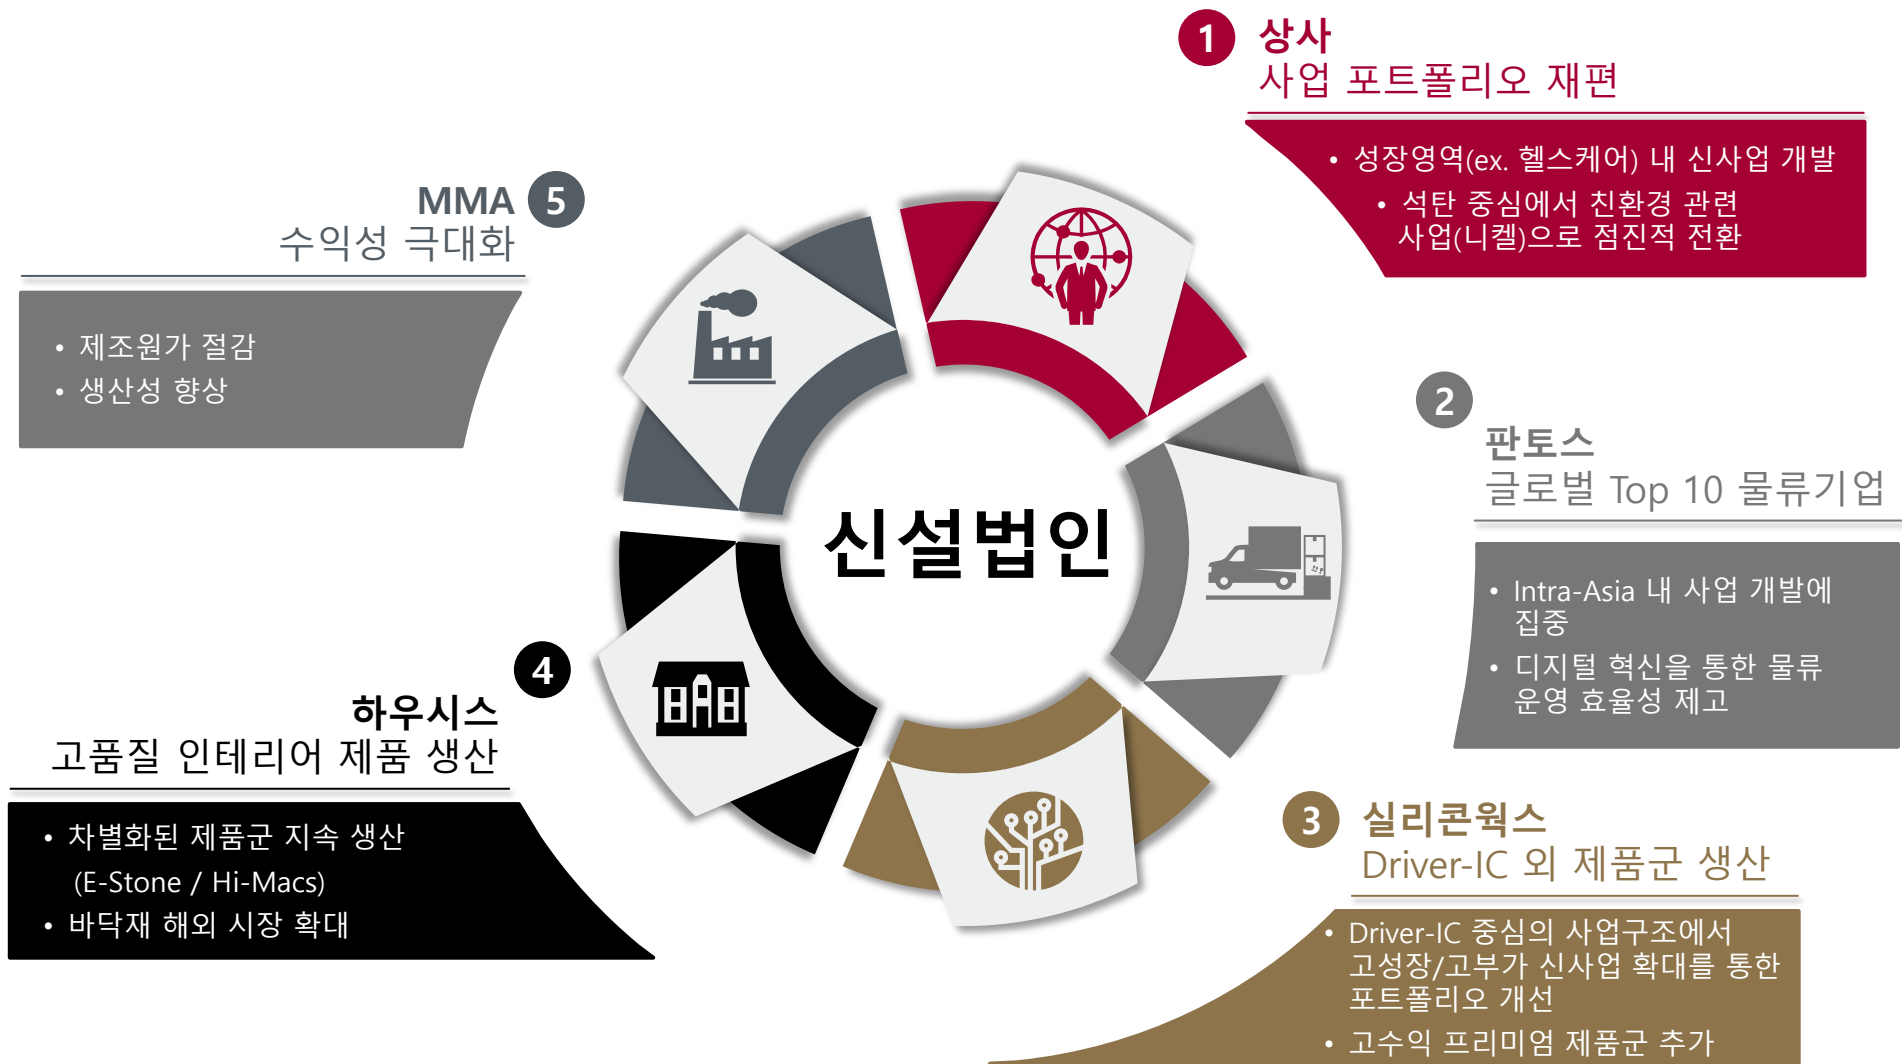 1
상사
사업 포트폴리오 재편
• 성장영역(ex. 헬스케어) 내 신사업 개발
• 석탄 중심에서 친환경 관련
사업(니켈)으로 점진적 전환
2
판토스
글로벌 Top 10 물류기업
• Intra-Asia 내 사업 개발에
집중
• 디지털 혁신을 통한 물류
운영 효율성 제고
3
실리콘웍스
Driver-IC 외 제품군 생산
• Driver-IC 중심의 사업구조에서
고성장/고부가 신사업 확대를 통한
포트폴리오 개선
• 고수익 프리미엄 제품군 추가
4
하우시스
고품질 인테리어 제품 생산
• 차별화된 제품군 지속 생산
(E-Stone / Hi-Macs)
• 바닥재 해외 시장 확대
5
MMA
수익성 극대화
• 제조원가 절감
• 생산성 향상
신설법인